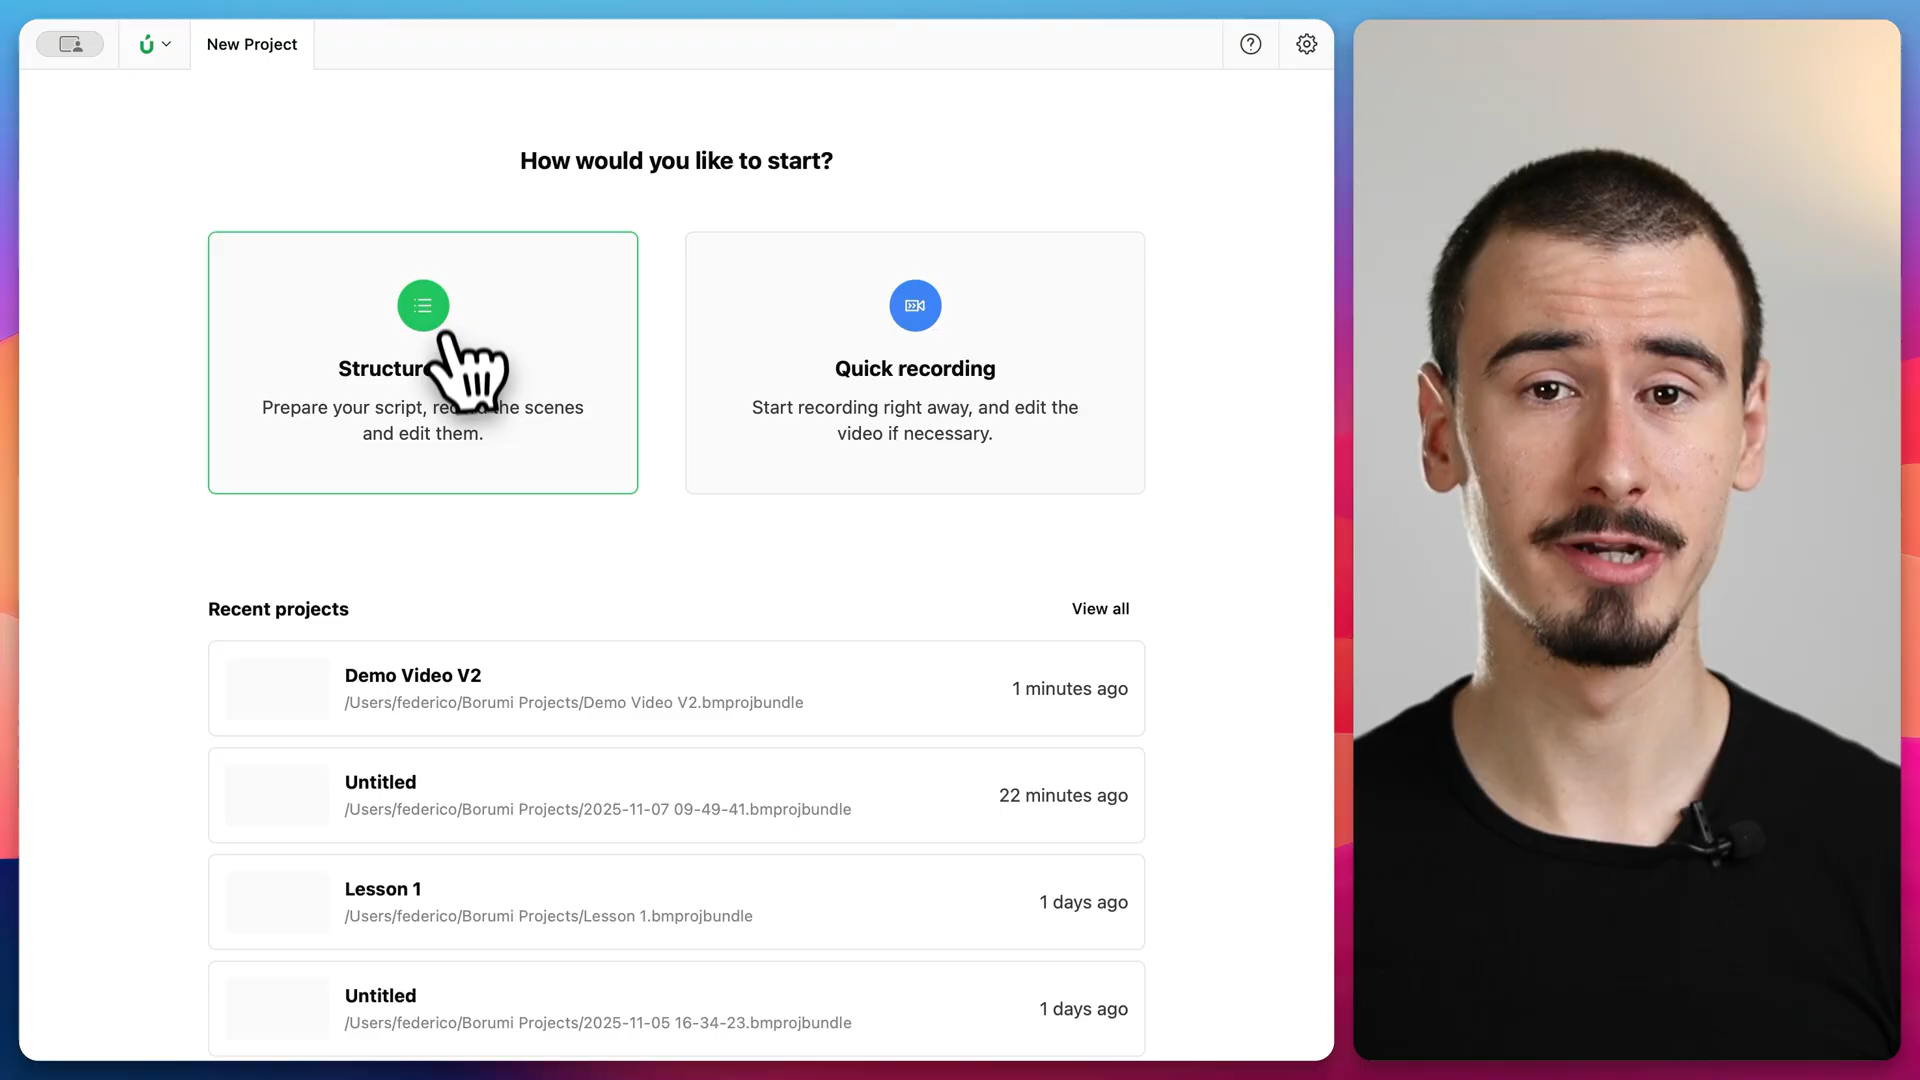 New Project
How would you like to start?
Prepare your script, the scenes
and edit them.
Quick recording
Start recording right away, and edit the
video if necessary.
Recent projects
View all
Demo Video V2
/Users/federico/Borumi Projects/Demo Video V2.bmprojbundle
1 minutes ago
Untitled
/Users/federico/Borumi Projects/2025-11-07 09-49-41.bmprojbundle
22 minutes ago
Lesson 1
/Users/federico/Borumi Projects/Lesson 1.bmprojbundle
1 days ago
Untitled
/Users/federico/Borumi Projects/2025-11-05 16-34-23.bmprojbundle
1 days ago